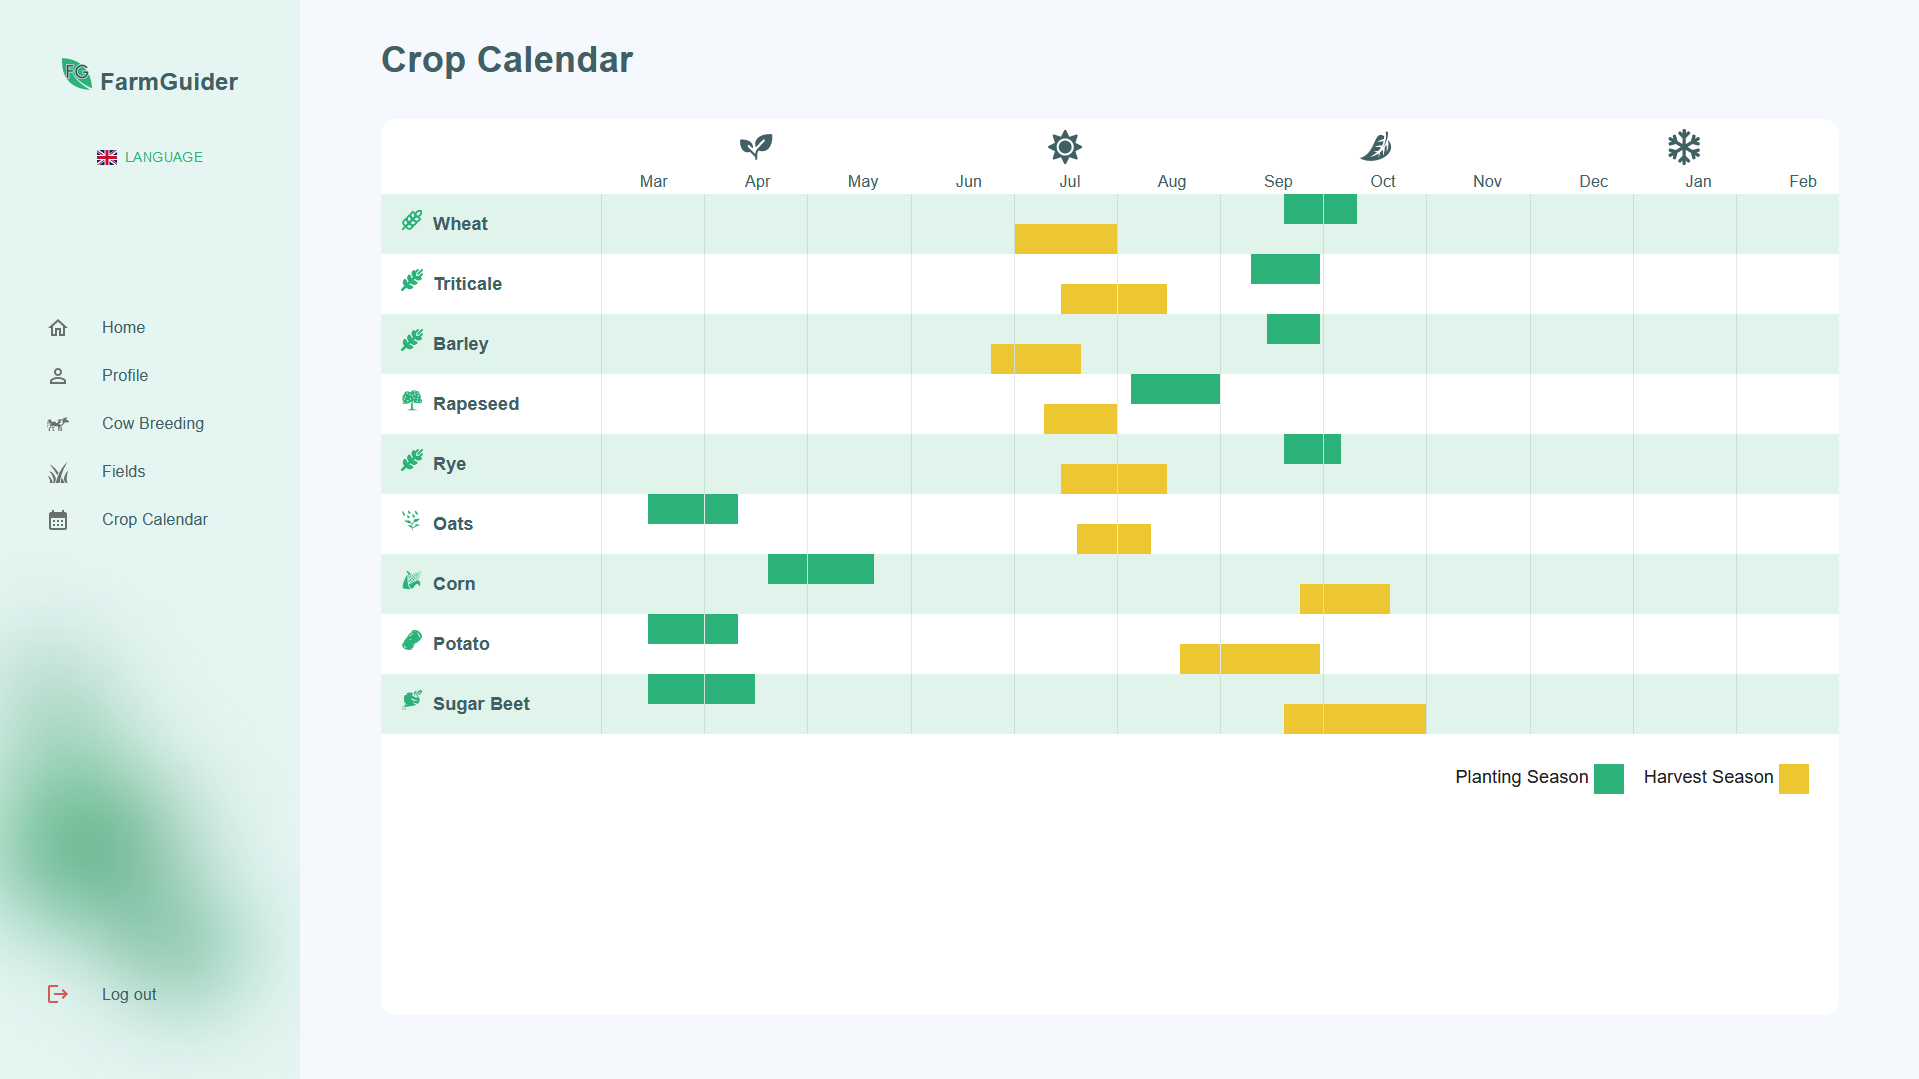 FG FarmGuider
LANGUAGE
Home
Profile
Cow Breeding
Fields
Crop Calendar
Log out
Crop Calendar
Mar Apr May Jun Jul Aug Sep Oct Nov Dec Jan Feb
Wheat
Triticale
Barley
Rapeseed
Rye
Oats
Corn
Potato
Sugar Beet
Planting Season Harvest Season